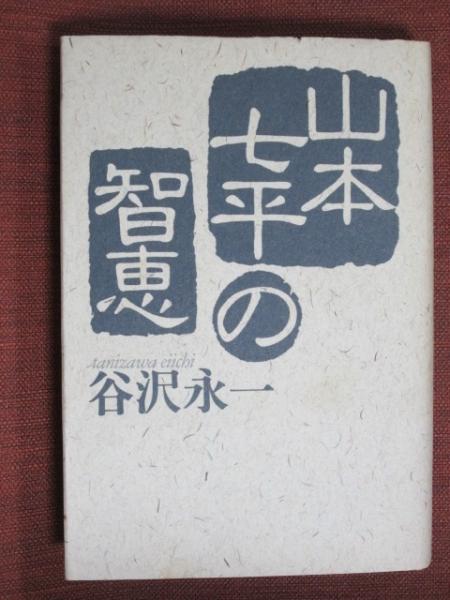 山本
七平の
智恵
tanizawa eiichi
谷沢永一